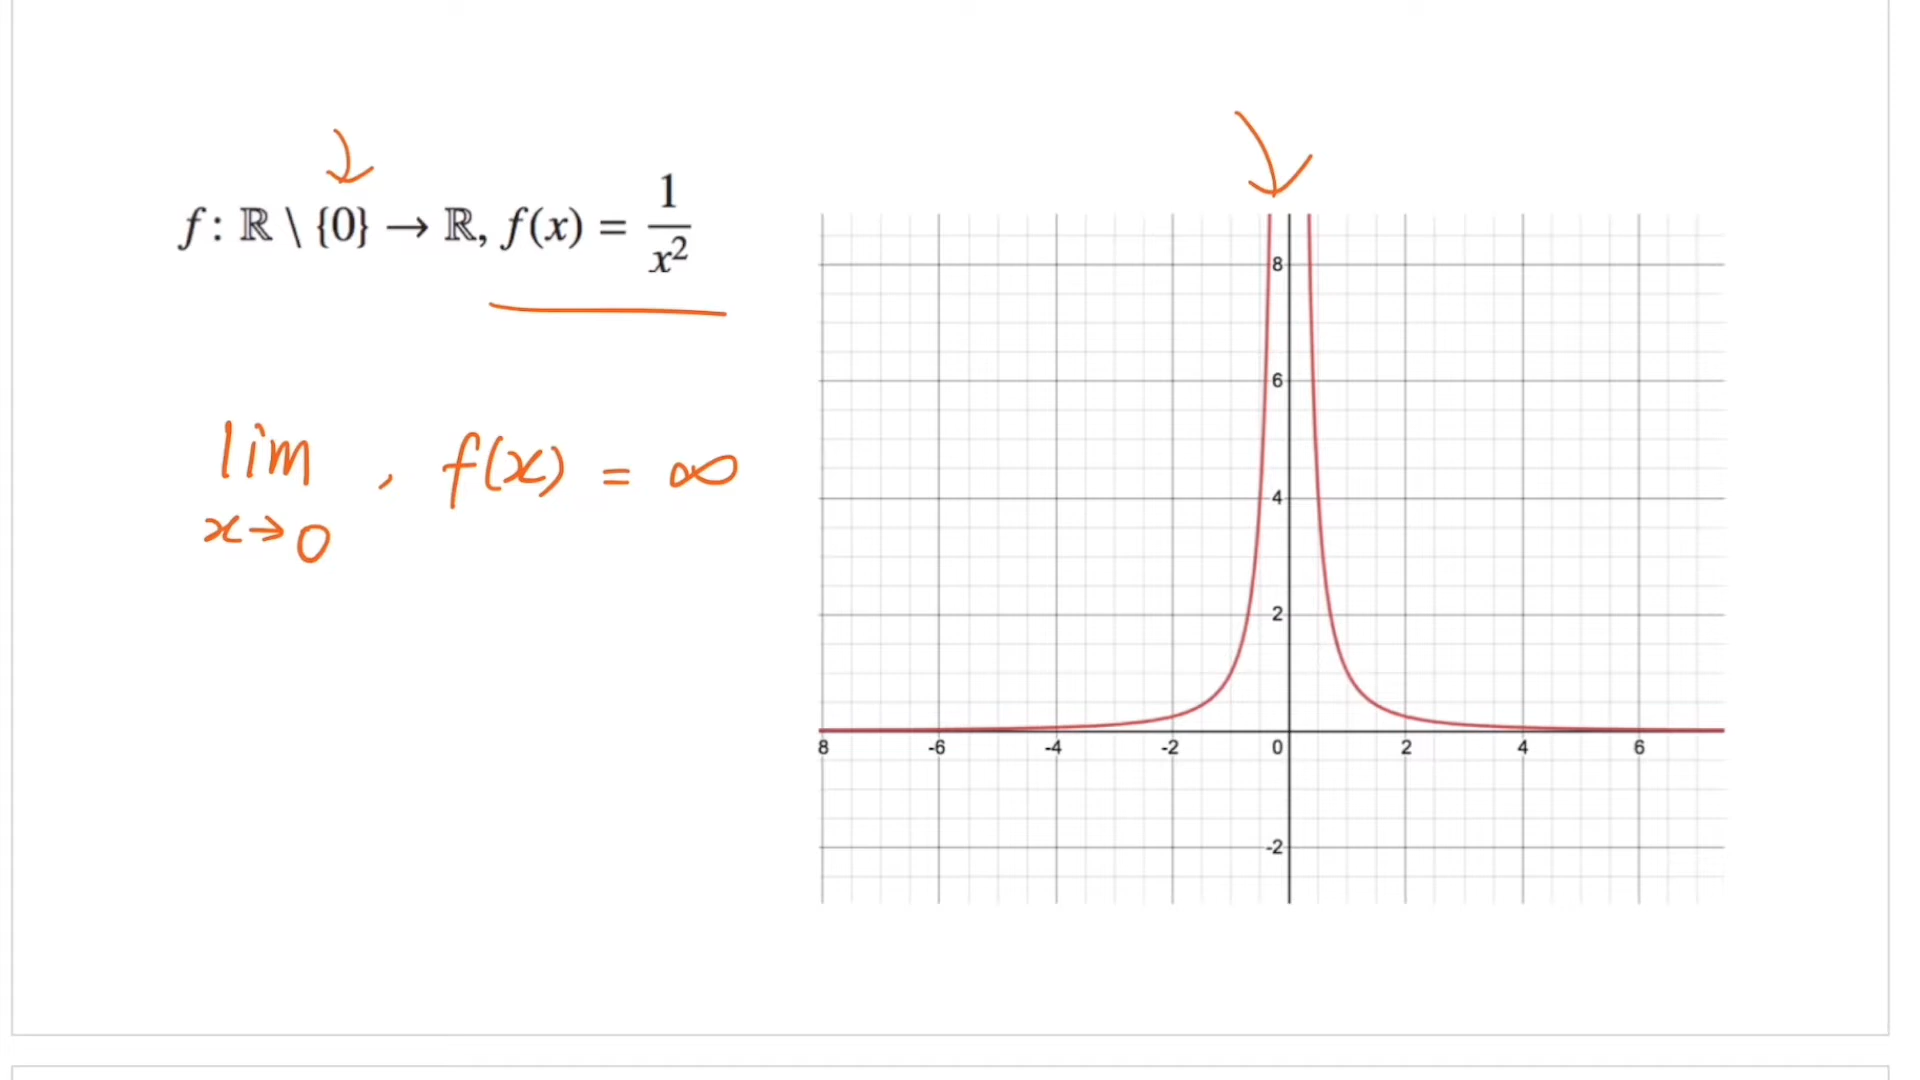 f : ℝ \ {0} → ℝ, f(x) = 1/x²
lim , f(x) = ∞
x→0
8
6
4
2
8 -6 -4 -2 0 2 4 6
-2